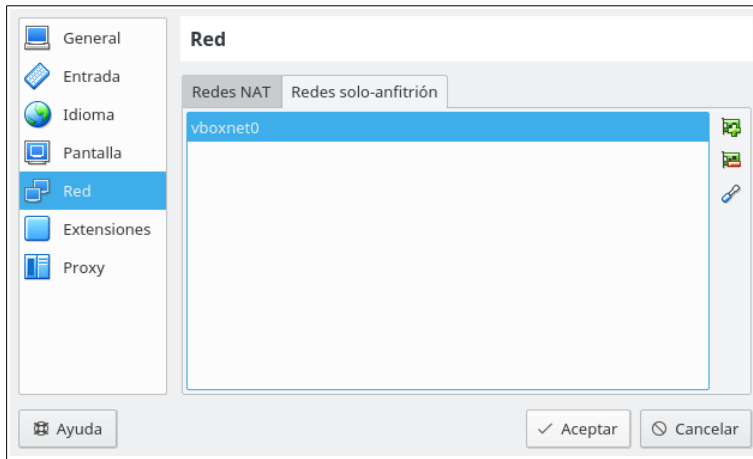 General
Entrada
Idioma
Pantalla
Red
Extensiones
Proxy
Red
Redes NAT
Redes solo-anfitrión
vboxnet0
Ayuda
Aceptar
Cancelar